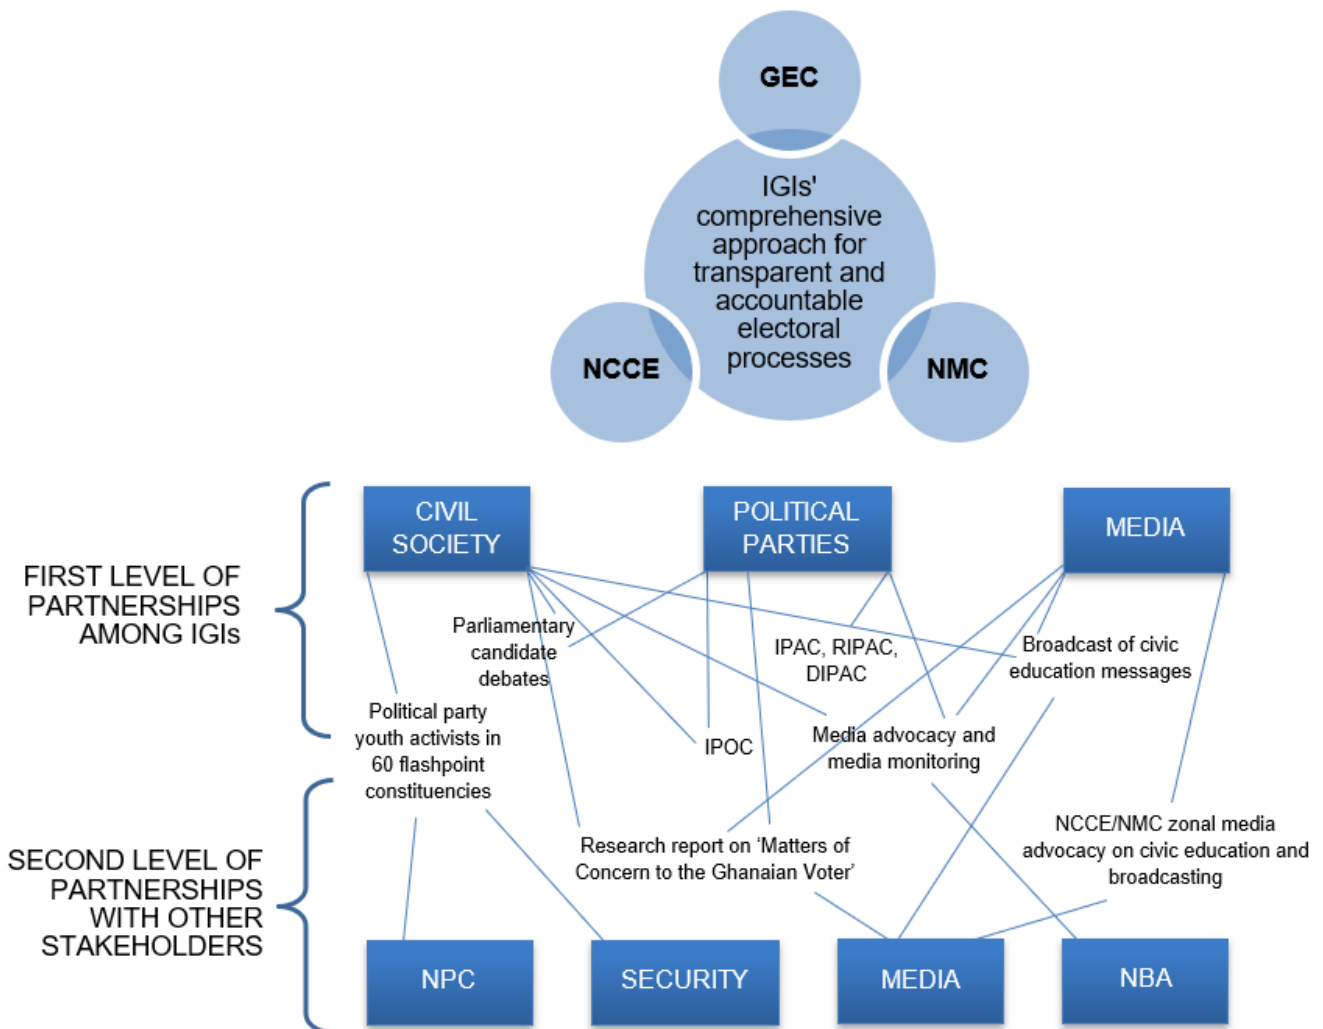 GEC
IGIs'
comprehensive
approach for
transparent and
accountable
electoral
processes
NCCE
NMC
CIVIL
SOCIETY
POLITICAL
PARTIES
MEDIA
FIRST LEVEL OF
PARTNERSHIPS
AMONG IGIs
Parliamentary
candidate
debates
IPAC, RIPAC,
DIPAC
Broadcast of civic
education messages
Political party
youth activists in
60 flashpoint
constituencies
IPOC
Media advocacy and
media monitoring
Research report on ‘Matters of
Concern to the Ghanaian Voter’
NCCE/NMC zonal media
advocacy on civic education and
broadcasting
SECOND LEVEL OF
PARTNERSHIPS
WITH OTHER
STAKEHOLDERS
NPC
SECURITY
MEDIA
NBA